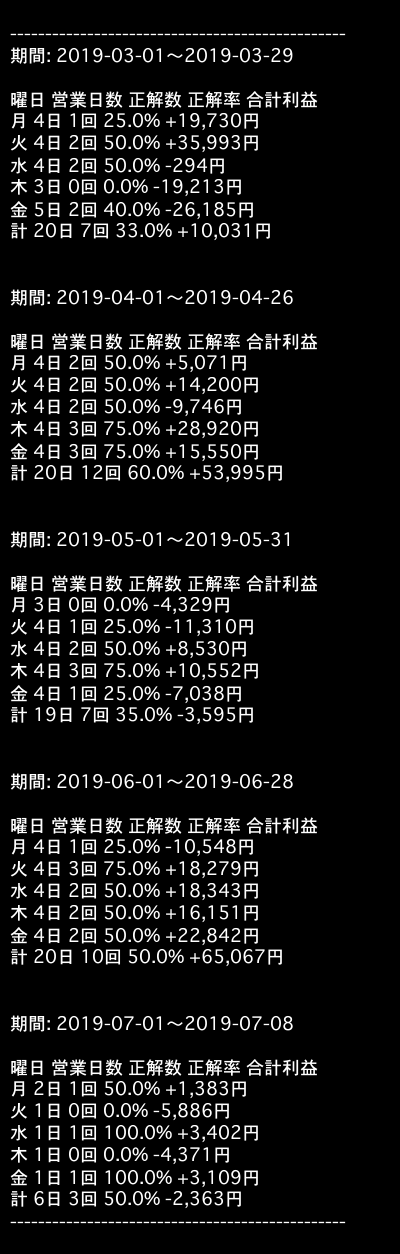 ------------------------------------------------
期間: 2019-03-01〜2019-03-29
曜日 営業日数 正解数 正解率 合計利益
月 4日 1回 25.0% +19,730円
火 4日 2回 50.0% +35,993円
水 4日 2回 50.0% -294円
木 3日 0回 0.0% -19,213円
金 5日 2回 40.0% -26,185円
計 20日 7回 33.0% +10,031円
期間: 2019-04-01〜2019-04-26
曜日 営業日数 正解数 正解率 合計利益
月 4日 2回 50.0% +5,071円
火 4日 2回 50.0% +14,200円
水 4日 2回 50.0% -9,746円
木 4日 3回 75.0% +28,920円
金 4日 3回 75.0% +15,550円
計 20日 12回 60.0% +53,995円
期間: 2019-05-01〜2019-05-31
曜日 営業日数 正解数 正解率 合計利益
月 3日 0回 0.0% -4,329円
火 4日 1回 25.0% -11,310円
水 4日 2回 50.0% +8,530円
木 4日 3回 75.0% +10,552円
金 4日 1回 25.0% -7,038円
計 19日 7回 35.0% -3,595円
期間: 2019-06-01〜2019-06-28
曜日 営業日数 正解数 正解率 合計利益
月 4日 1回 25.0% -10,548円
火 4日 3回 75.0% +18,279円
水 4日 2回 50.0% +18,343円
木 4日 2回 50.0% +16,151円
金 4日 2回 50.0% +22,842円
計 20日 10回 50.0% +65,067円
期間: 2019-07-01〜2019-07-08
曜日 営業日数 正解数 正解率 合計利益
月 2日 1回 50.0% +1,383円
火 1日 0回 0.0% -5,886円
水 1日 1回 100.0% +3,402円
木 1日 0回 0.0% -4,371円
金 1日 1回 100.0% +3,109円
計 6日 3回 50.0% -2,363円
------------------------------------------------